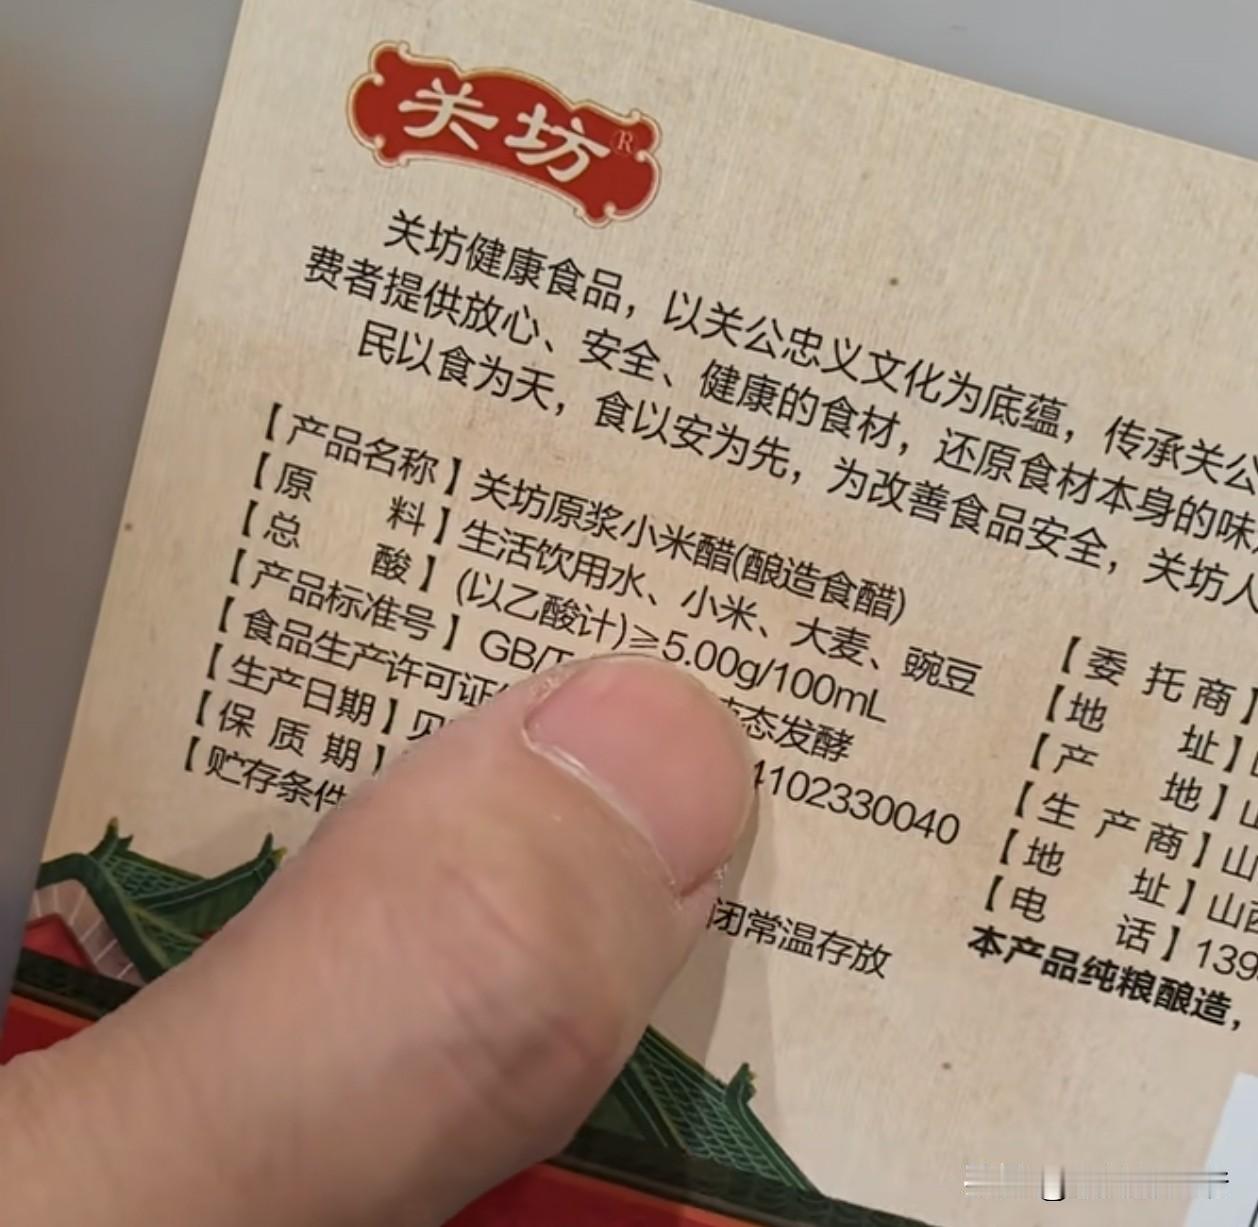 关坊®
关坊健康食品，以关公忠义文化为底蕴，传承关公
费者提供放心、安全、健康的食材，还原食材本身的味
民以食为天，食以安为先，为改善食品安全，关坊人
【产品名称】关坊原浆小米醋(酿造食醋)
【原料】生活饮用水、小米、大麦、豌豆
【总酸】(以乙酸计)≥5.00g/100mL
【产品标准号】GB/T 态发酵
【食品生产许可证 4102330040
【生产日期】见
【保质期】
【贮存条件 闭常温存放
【委托商】
【地址】
【产地】山
【生产商】山
【地址】山西
【电话】139
本产品纯粮酿造，